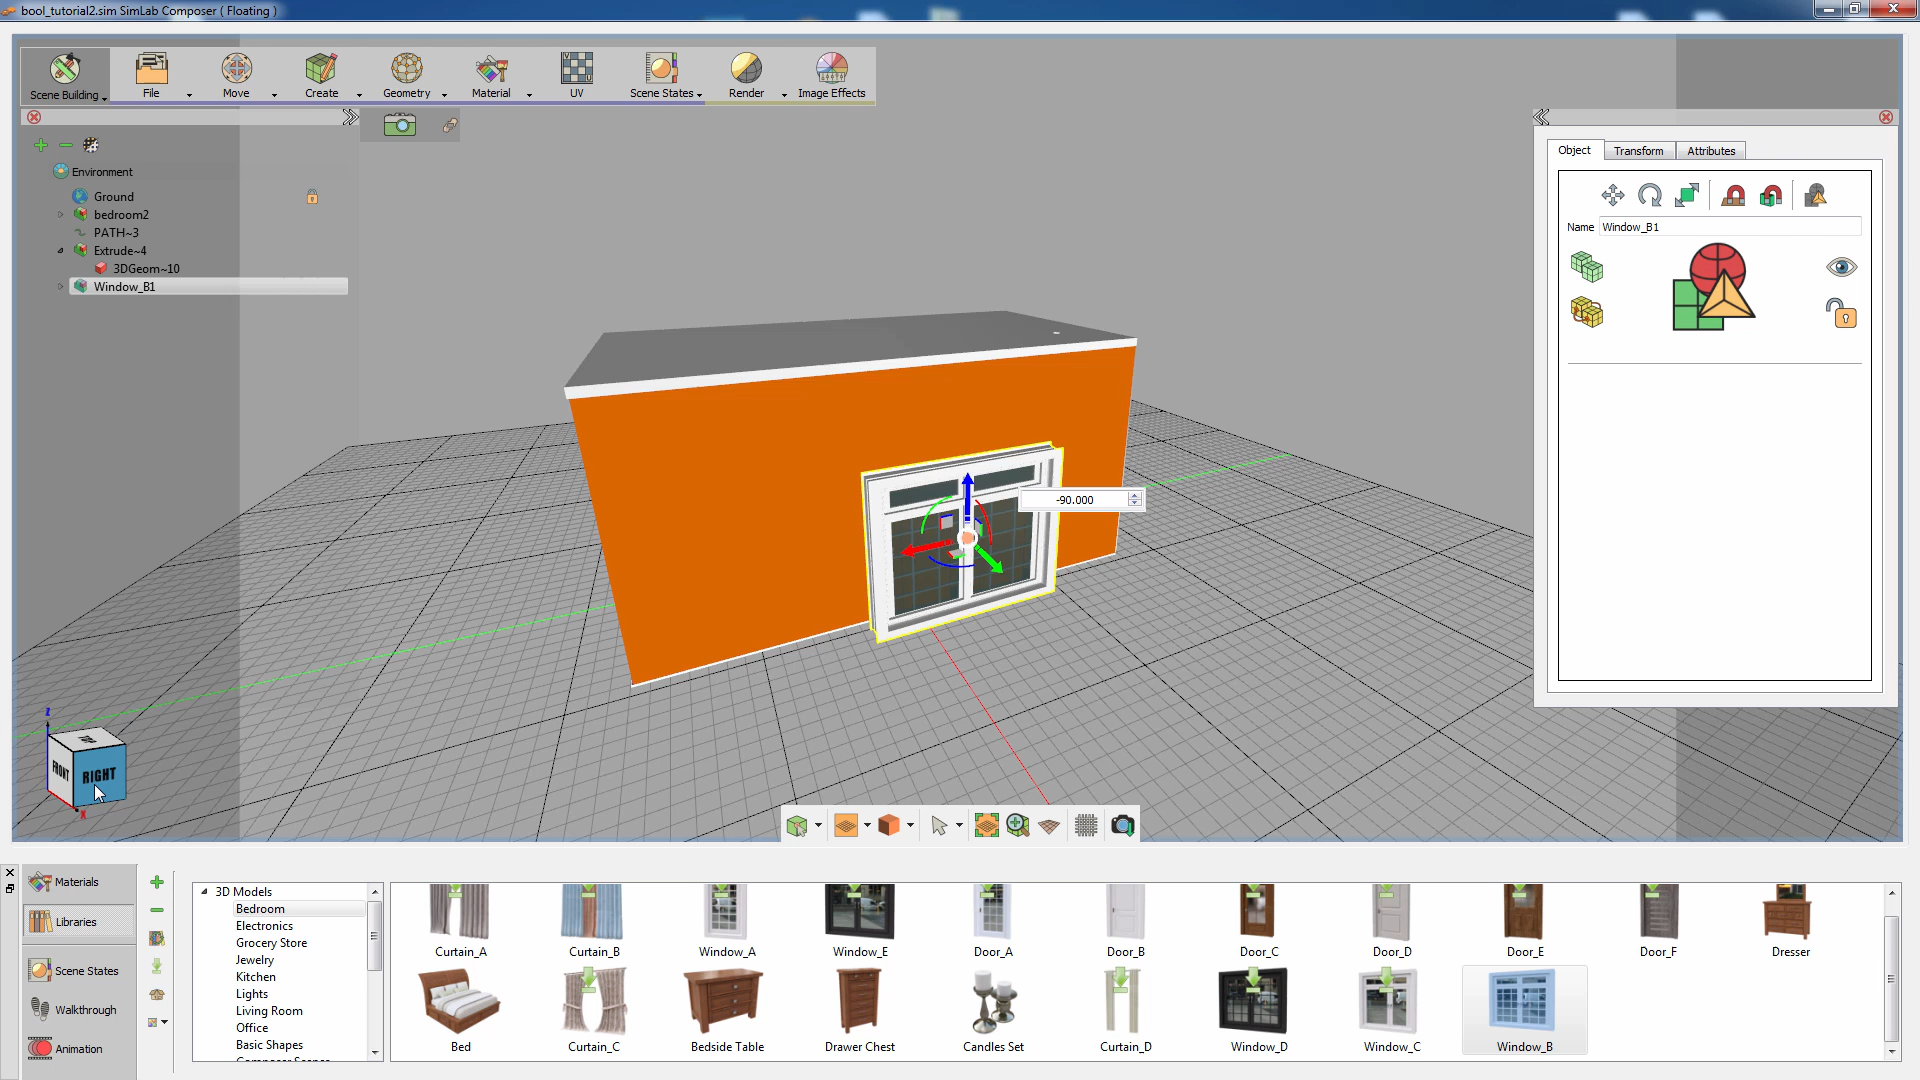 bool_tutorial2.sim SimLab Composer ( Floating )
Scene Building
File
Move
Create
Geometry
Material
UV
Scene States
Render
Image Effects
Environment
Ground
bedroom2
PATH~3
Extrude~4
3DGeom~10
Window_B1
Object
Transform
Attributes
Name
Window_B1
-90.000
Z
TOP
FRONT
RIGHT
X
Materials
Libraries
Scene States
Walkthrough
Animation
3D Models
Bedroom
Electronics
Grocery Store
Jewelry
Kitchen
Lights
Living Room
Office
Basic Shapes
Composer Scenes
Curtain_A
Curtain_B
Window_A
Window_E
Door_A
Door_B
Door_C
Door_D
Door_E
Door_F
Dresser
Bed
Curtain_C
Bedside Table
Drawer Chest
Candles Set
Curtain_D
Window_D
Window_C
Window_B